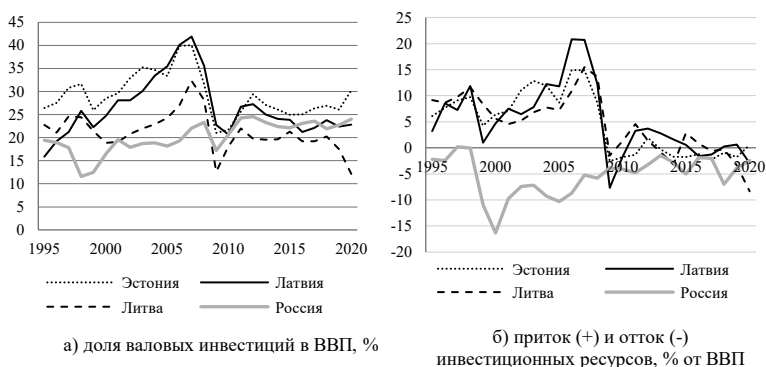 45
40
35
30
25
20
15
10
5
0
1995 2000 2005 2010 2015 2020
Эстония Латвия
Литва Россия
а) доля валовых инвестиций в ВВП, %
25
20
15
10
5
0
-5
-10
-15
-20
1995 2000 2005 2010 2015 2020
Эстония Латвия
Литва Россия
б) приток (+) и отток (-)
инвестиционных ресурсов, % от ВВП